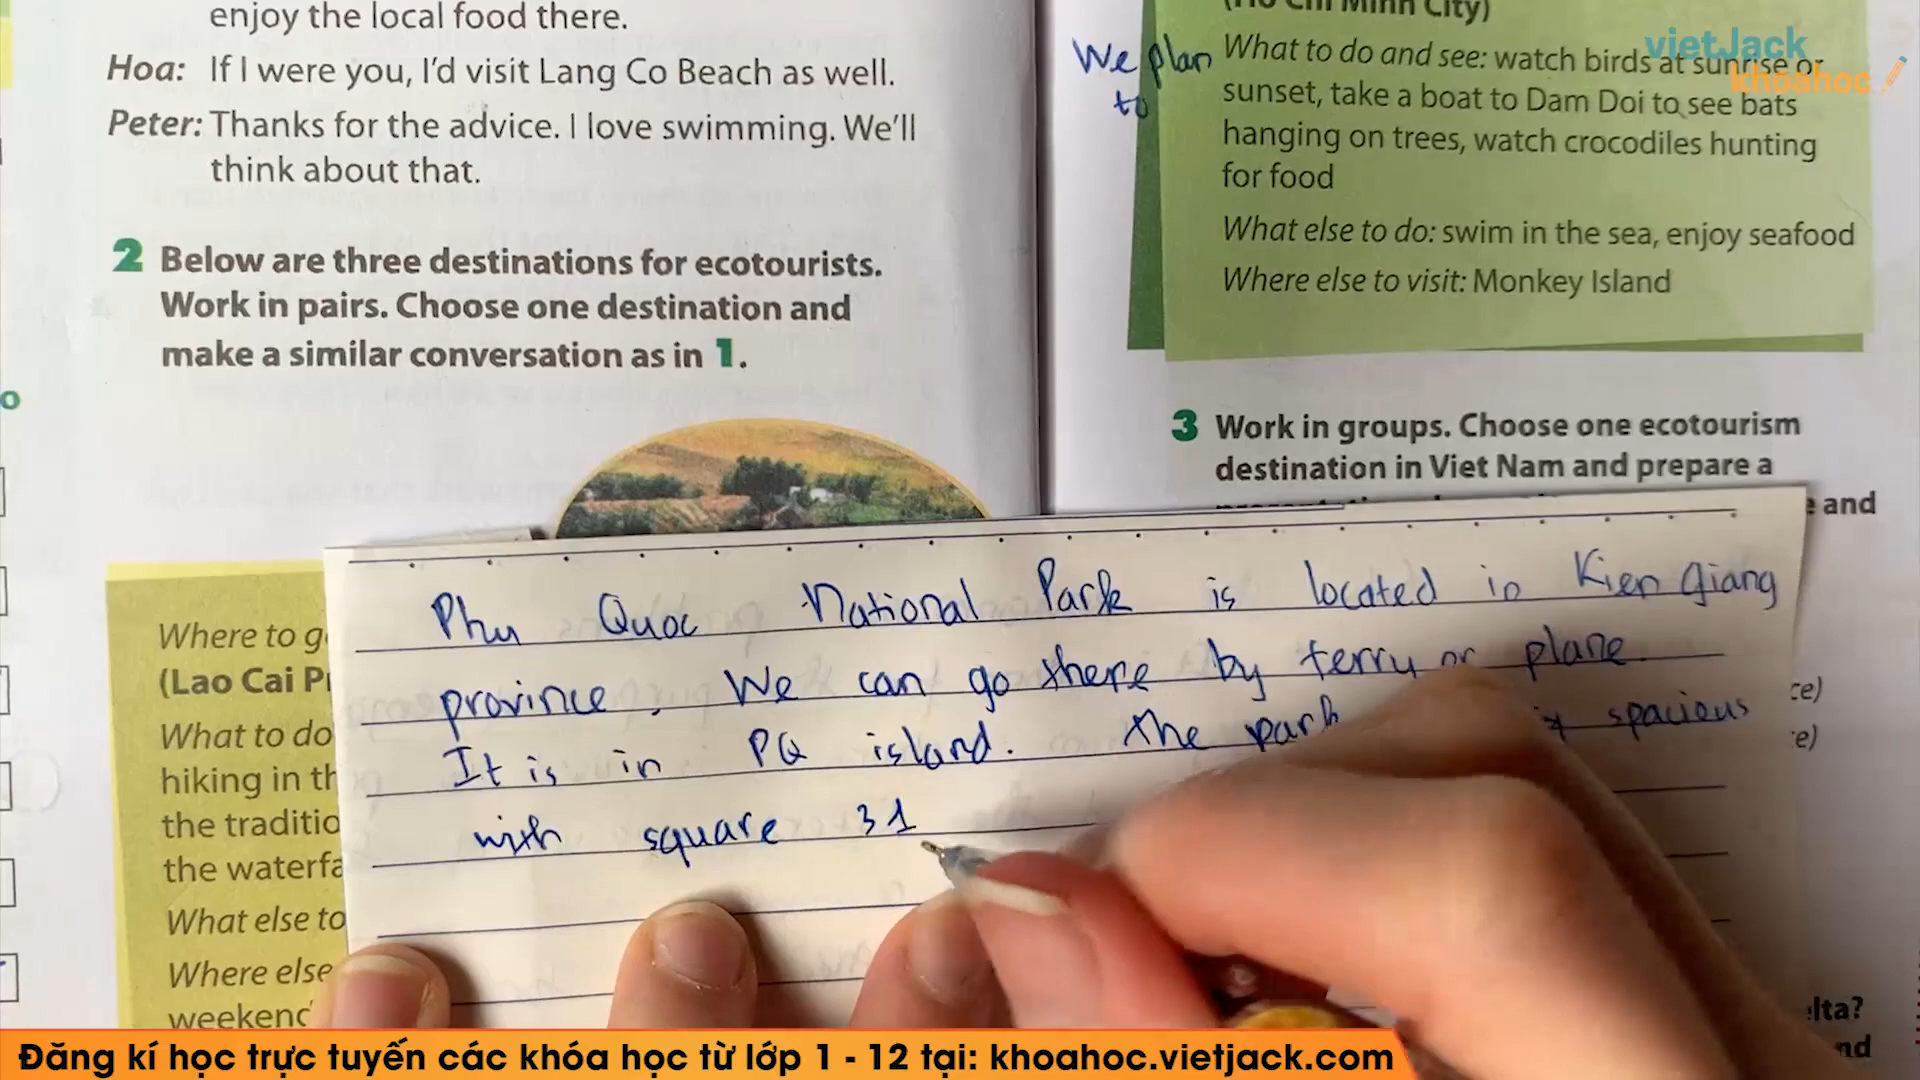 enjoy the local food there.
Hoa: If I were you, I'd visit Lang Co Beach as well.
Peter: Thanks for the advice. I love swimming. We'll
think about that.
2 Below are three destinations for ecotourists.
Work in pairs. Choose one destination and
make a similar conversation as in 1.
Where to g
(Lao Cai P
What to do
hiking in th
the traditio
the waterfa
What else to
Where else
weekend
(Ho Chi Minh City)
We plan
to
What to do and see: watch birds at sunrise or
sunset, take a boat to Dam Doi to see bats
hanging on trees, watch crocodiles hunting
for food
What else to do: swim in the sea, enjoy seafood
Where else to visit: Monkey Island
3 Work in groups. Choose one ecotourism
destination in Viet Nam and prepare a
and
ce)
e)
elta?
nd
Phu Quoc National Park is located in Kien Giang
province. We can go there by ferry or plane.
It is in PQ island. The park spacious
with square 31
vietJack
khoahoc
Đăng kí học trực tuyến các khóa học từ lớp 1 - 12 tại: khoahoc.vietjack.com